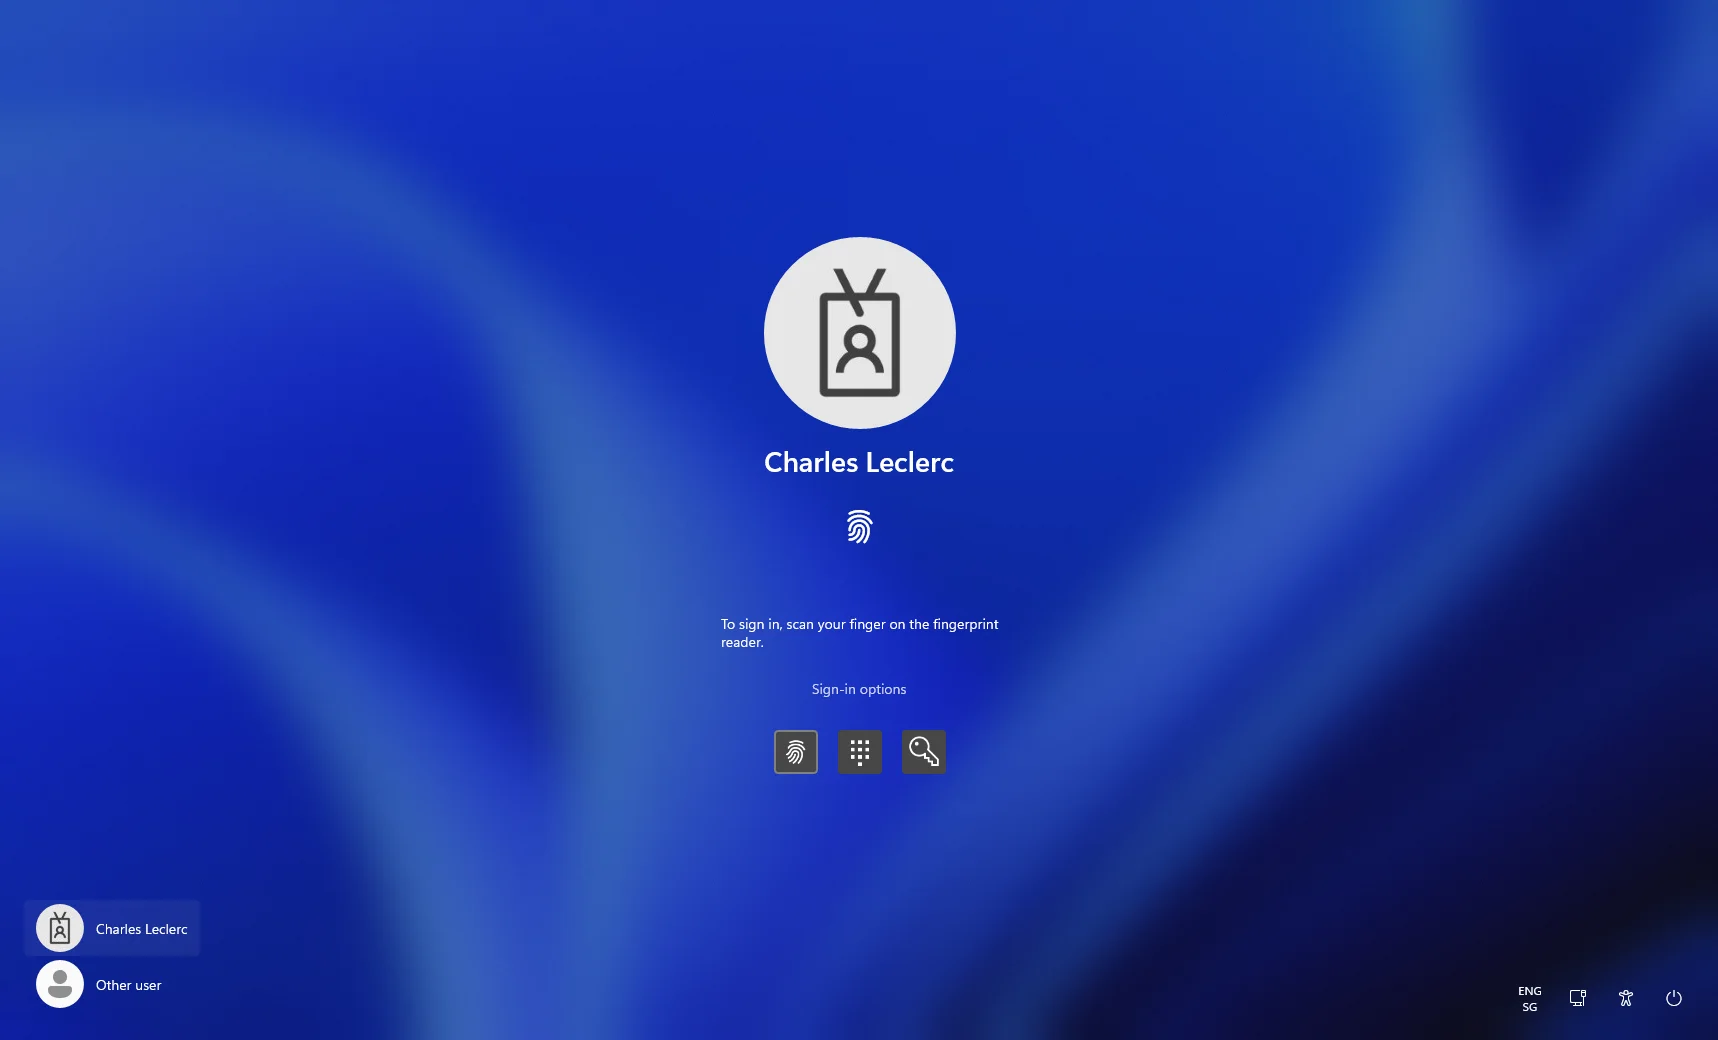 Charles Leclerc
To sign in, scan your finger on the fingerprint
reader.
Sign-in options
Charles Leclerc
Other user
ENG
SG